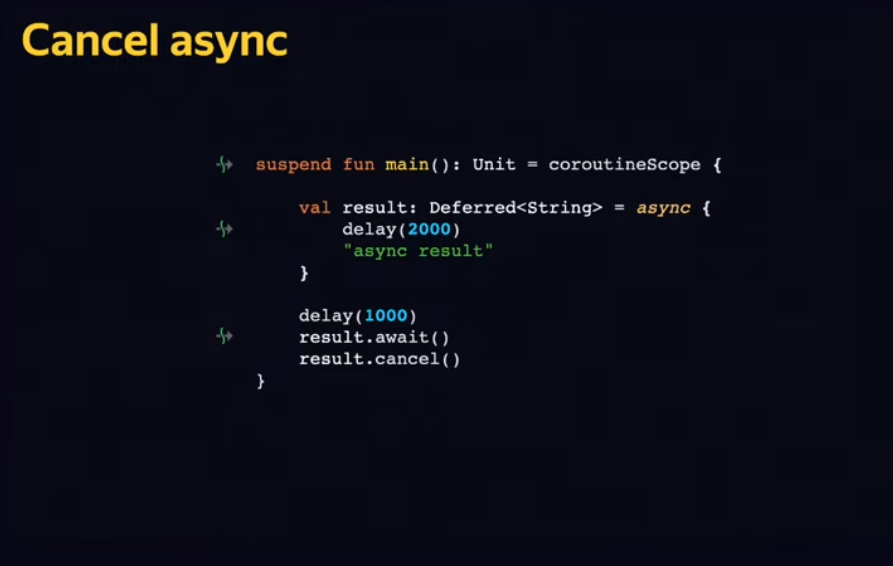 Cancel async
suspend fun main(): Unit = coroutineScope {
val result: Deferred<String> = async {
delay(2000)
"async result"
}
delay(1000)
result.await()
result.cancel()
}